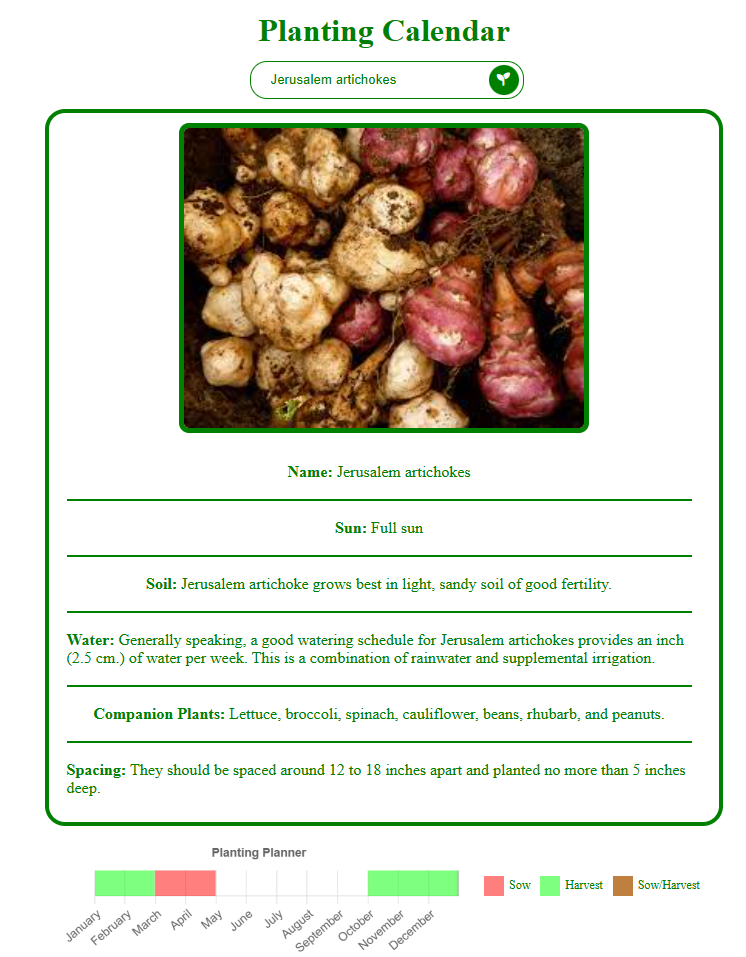 Planting Calendar
Jerusalem artichokes
Name: Jerusalem artichokes
Sun: Full sun
Soil: Jerusalem artichoke grows best in light, sandy soil of good fertility.
Water: Generally speaking, a good watering schedule for Jerusalem artichokes provides an inch
(2.5 cm.) of water per week. This is a combination of rainwater and supplemental irrigation.
Companion Plants: Lettuce, broccoli, spinach, cauliflower, beans, rhubarb, and peanuts.
Spacing: They should be spaced around 12 to 18 inches apart and planted no more than 5 inches
deep.
Planting Planner
Sow Harvest Sow/Harvest
January February March April May June July August September October November December